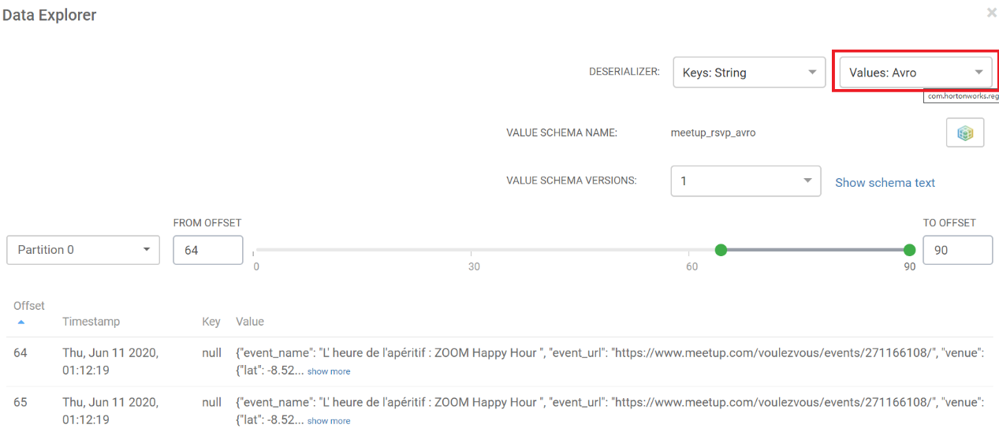 Data Explorer
DESERIALIZER: Keys: String Values: Avro
com.hortonworks.reg
VALUE SCHEMA NAME: meetup_rsvp_avro
VALUE SCHEMA VERSIONS: 1 Show schema text
FROM OFFSET TO OFFSET
Partition 0 64 90
0 30 60 90
Offset
Timestamp Key Value
64 Thu, Jun 11 2020, null {"event_name": "L' heure de l'apéritif : ZOOM Happy Hour ", "event_url": "https://www.meetup.com/voulezvous/events/271166108/", "venue":
01:12:19 {"lat": -8.52... show more
65 Thu, Jun 11 2020, null {"event_name": "L' heure de l'apéritif : ZOOM Happy Hour ", "event_url": "https://www.meetup.com/voulezvous/events/271166108/", "venue":
01:12:19 {"lat": -8.52... show more